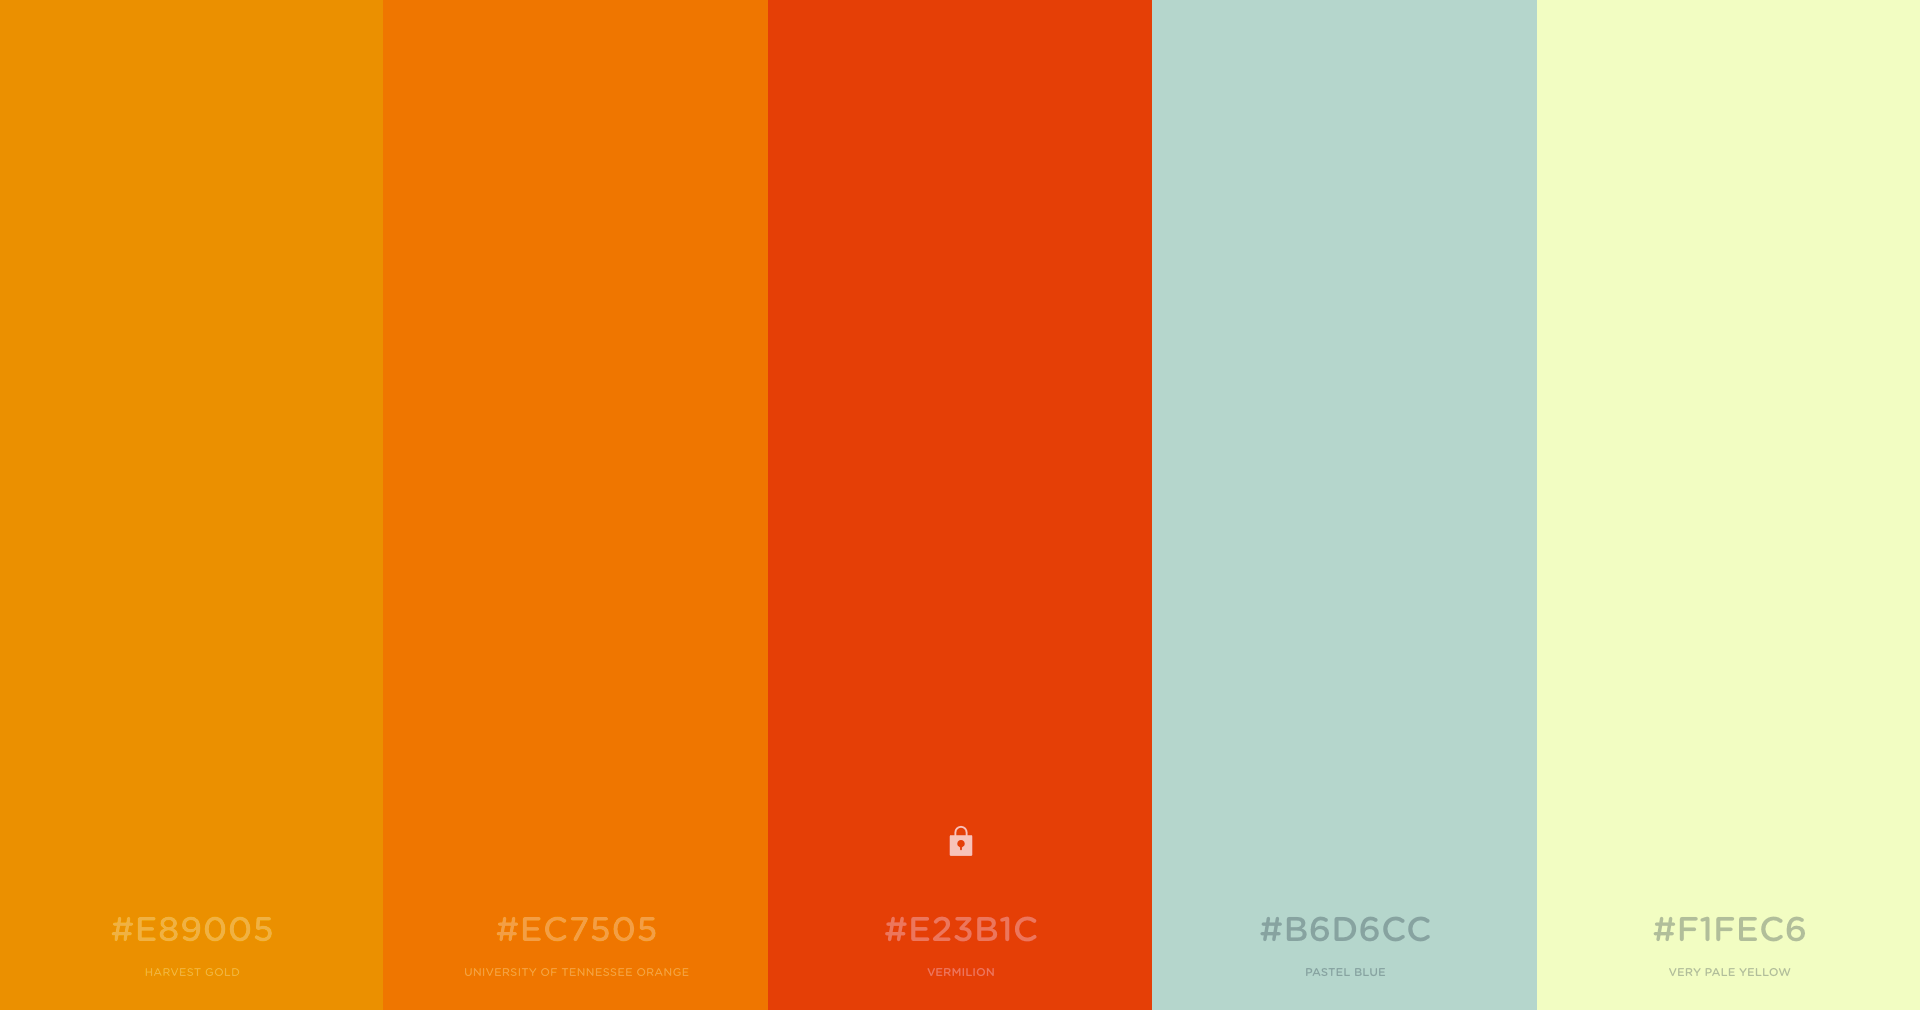 #E89005
HARVEST GOLD
#EC7505
UNIVERSITY OF TENNESSEE ORANGE
#E23B1C
VERMILION
#B6D6CC
PASTEL BLUE
#F1FEC6
VERY PALE YELLOW